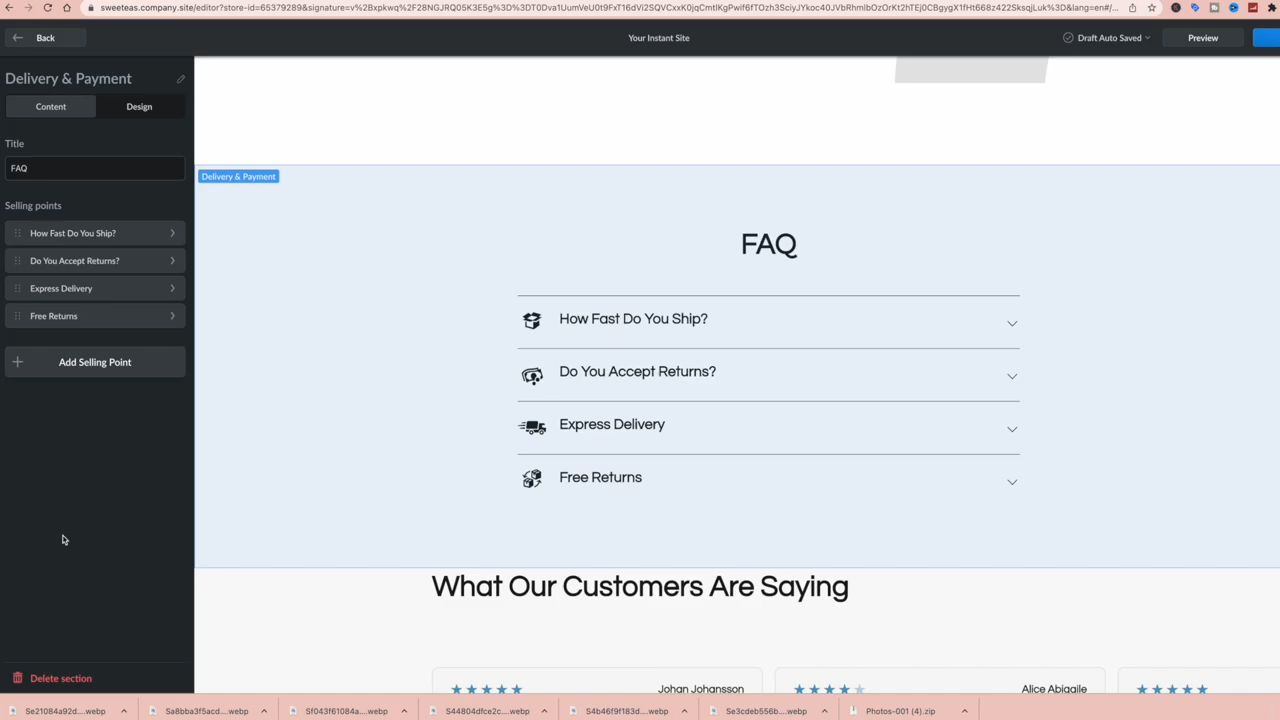 sweeteas.company.site/editor?store-id=65379289&signature=v%2Bxpkwq%2F28NGJRQ05K3E5g%3D%3D
Back
Your Instant Site
Draft Auto Saved
Preview
Delivery & Payment
Content
Design
Title
FAQ
Selling points
How Fast Do You Ship?
Do You Accept Returns?
Express Delivery
Free Returns
Add Selling Point
Delete section
Delivery & Payment
FAQ
How Fast Do You Ship?
Do You Accept Returns?
Express Delivery
Free Returns
What Our Customers Are Saying
Johan Johansson
Alice Abigaile
Se21084a92d....webp
Sa8bba3f5acd....webp
Sf043f61084a....webp
S44804dfce2c....webp
S4b46f9f183d....webp
Se3cdeb556b....webp
Photos-001 (4).zip